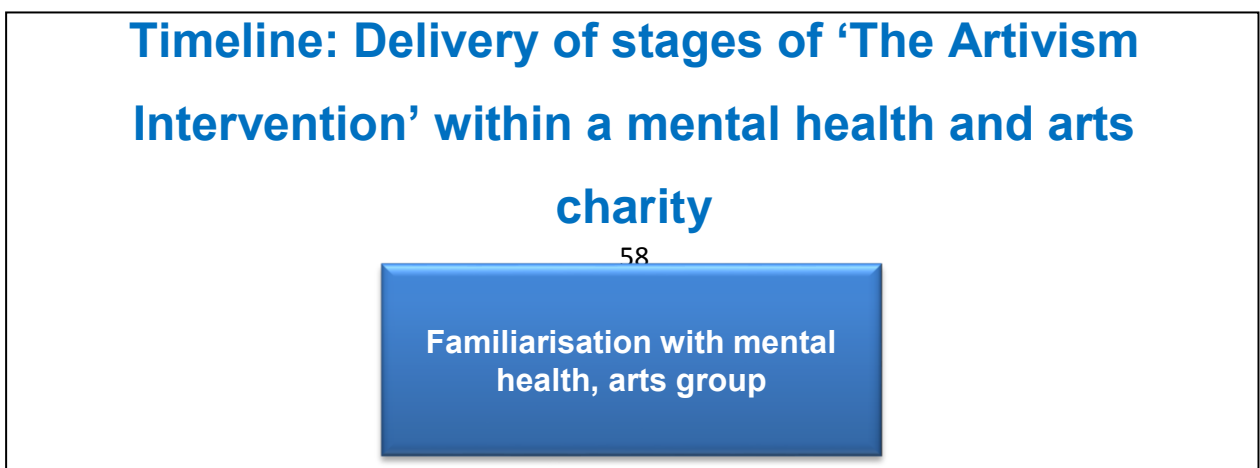 Timeline: Delivery of stages of ‘The Artivism
Intervention’ within a mental health and arts
charity
58
Familiarisation with mental
health, arts group